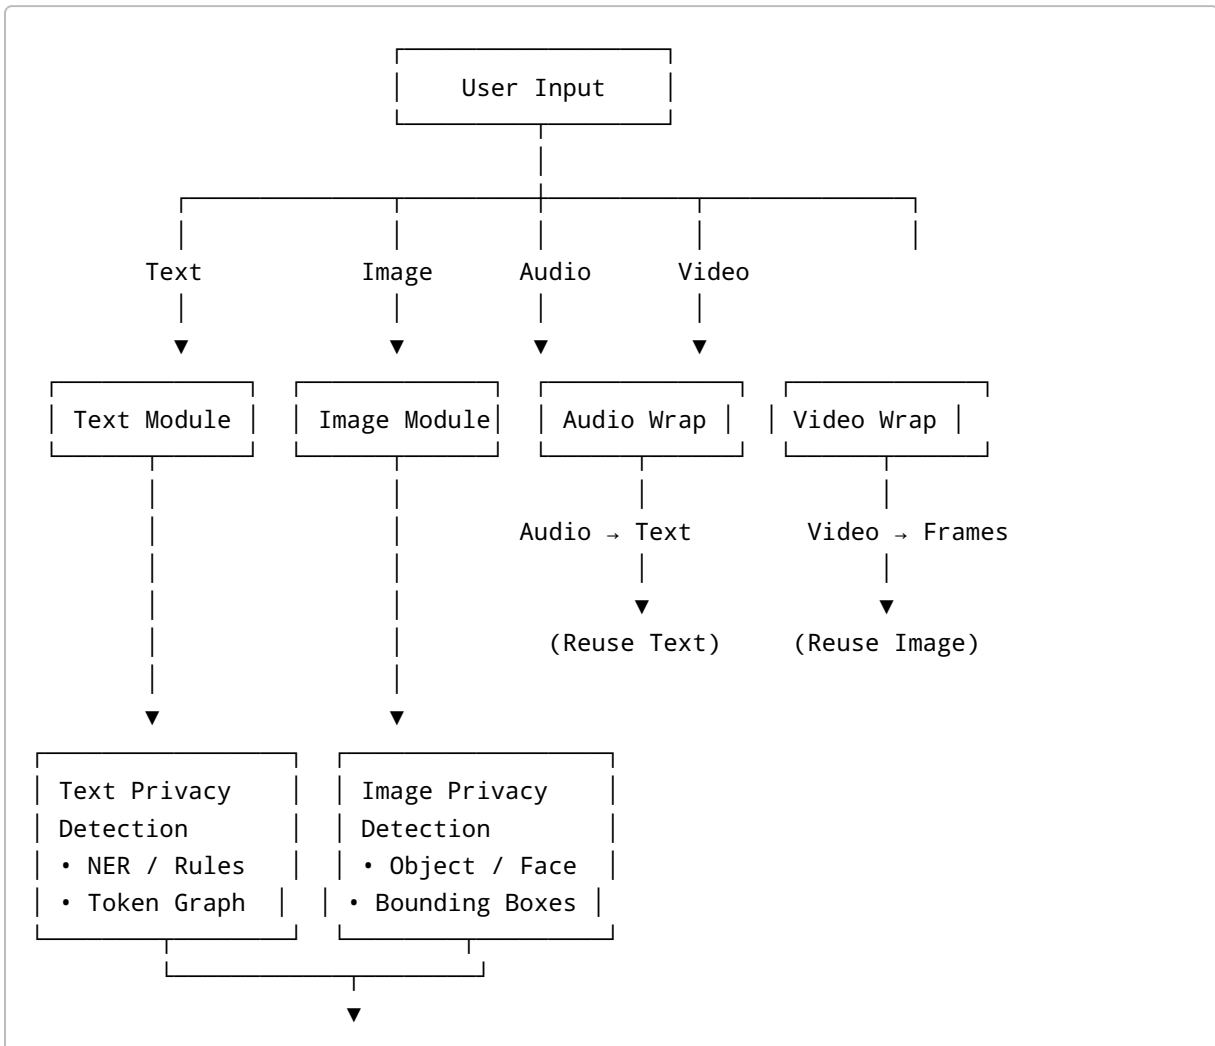 User Input
Text Image Audio Video
Text Module Image Module Audio Wrap Video Wrap
Audio → Text Video → Frames
(Reuse Text) (Reuse Image)
Text Privacy Image Privacy
Detection Detection
• NER / Rules • Object / Face
• Token Graph • Bounding Boxes